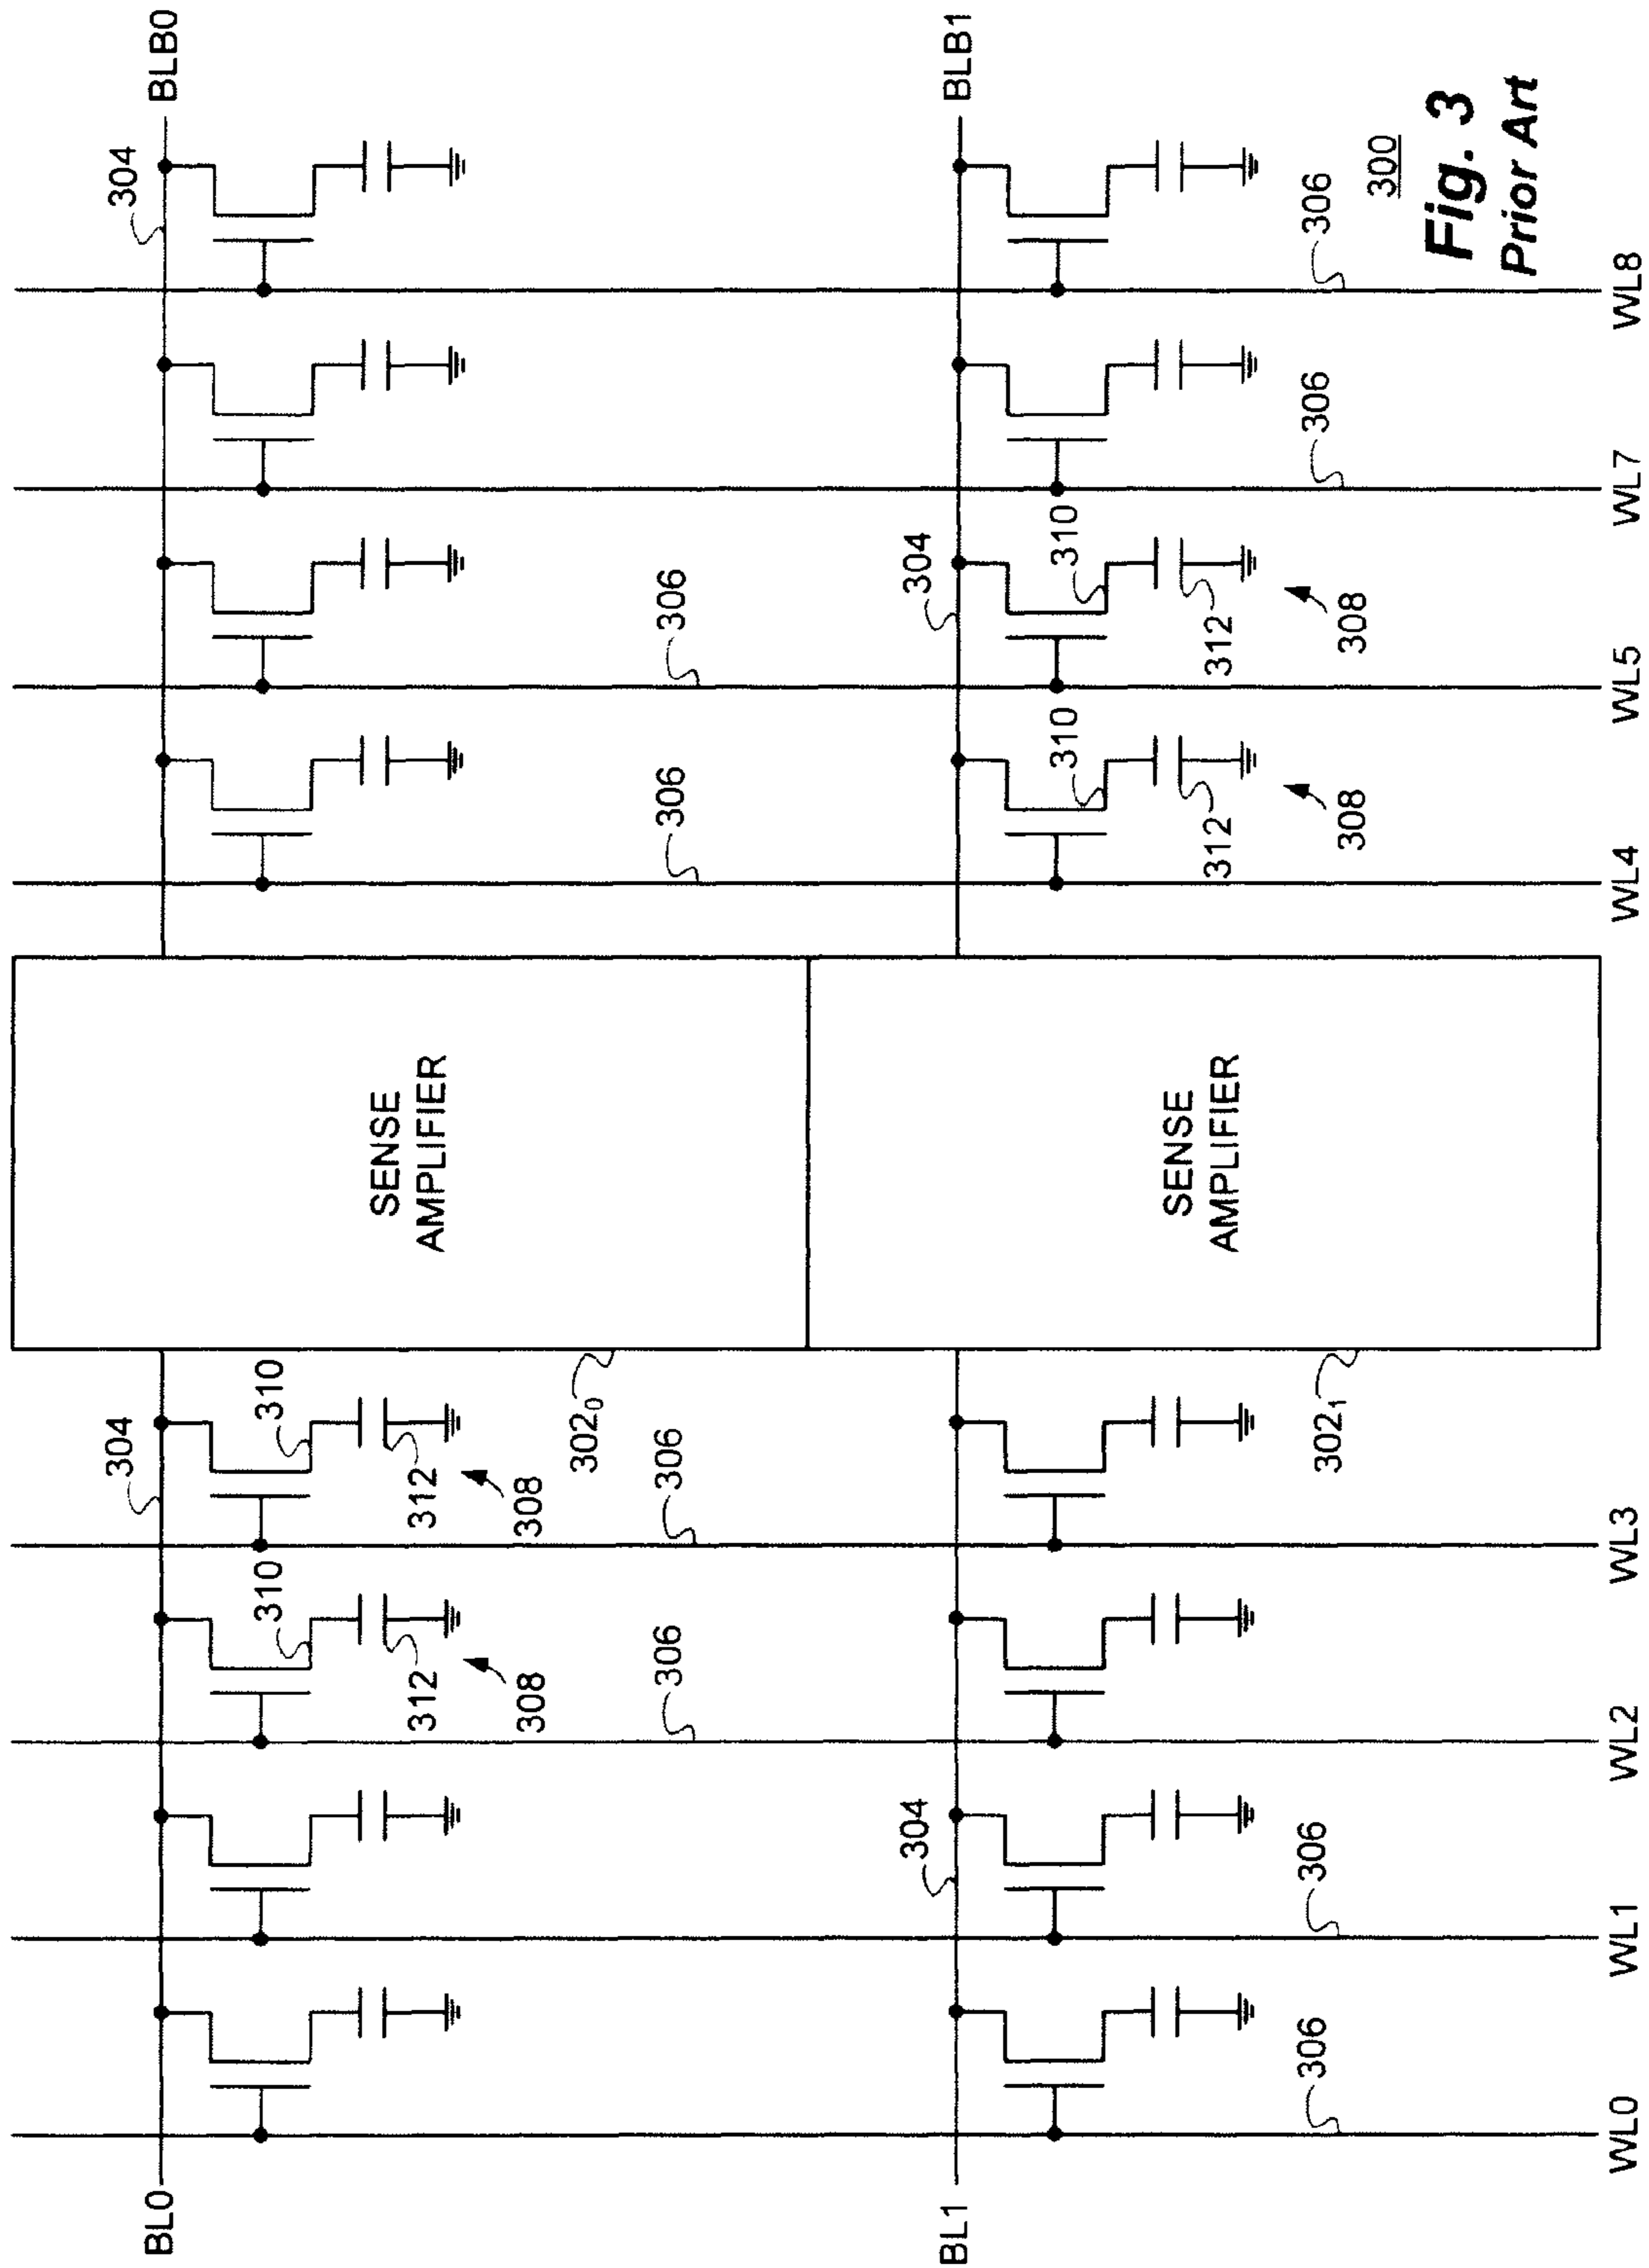 304
304
BL0
BLB0
310
310
SENSE
AMPLIFIER
312
312
308
308
302₀
306
306
306
306
304
304
BL1
BLB1
310
310
SENSE
AMPLIFIER
312
312
306
306
302₁
308
308
306
306
300
Fig. 3
Prior Art
WL0
WL1
WL2
WL3
WL4
WL5
WL7
WL8